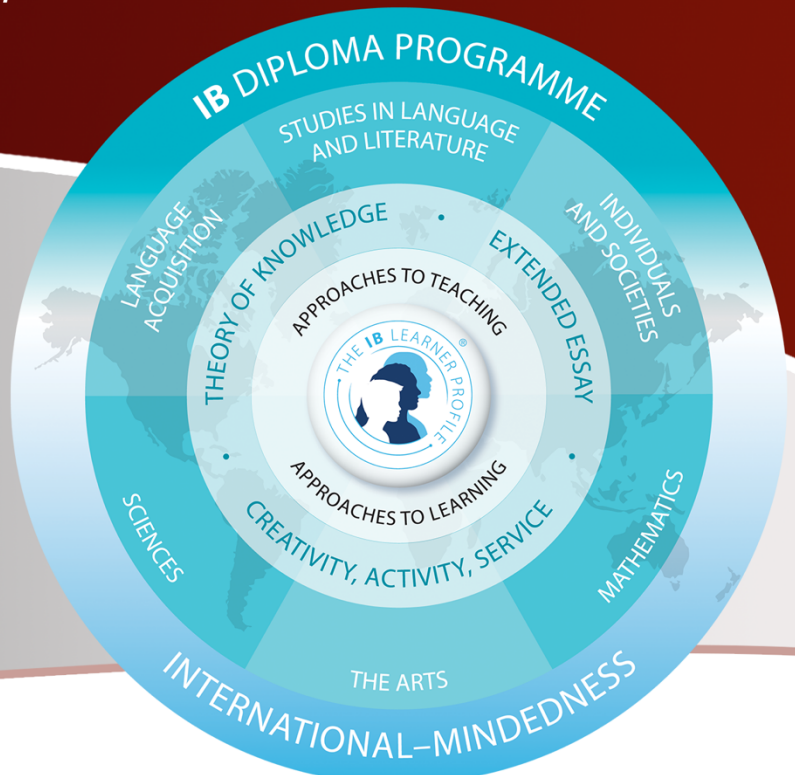 IB DIPLOMA PROGRAMME
STUDIES IN LANGUAGE
AND LITERATURE
LANGUAGE
ACQUISITION
INDIVIDUALS
AND SOCIETIES
THEORY OF KNOWLEDGE
•
EXTENDED ESSAY
APPROACHES TO TEACHING
• THE IB LEARNER PROFILE •
®
APPROACHES TO LEARNING
•
CREATIVITY, ACTIVITY, SERVICE
•
SCIENCES
MATHEMATICS
THE ARTS
INTERNATIONAL–MINDEDNESS